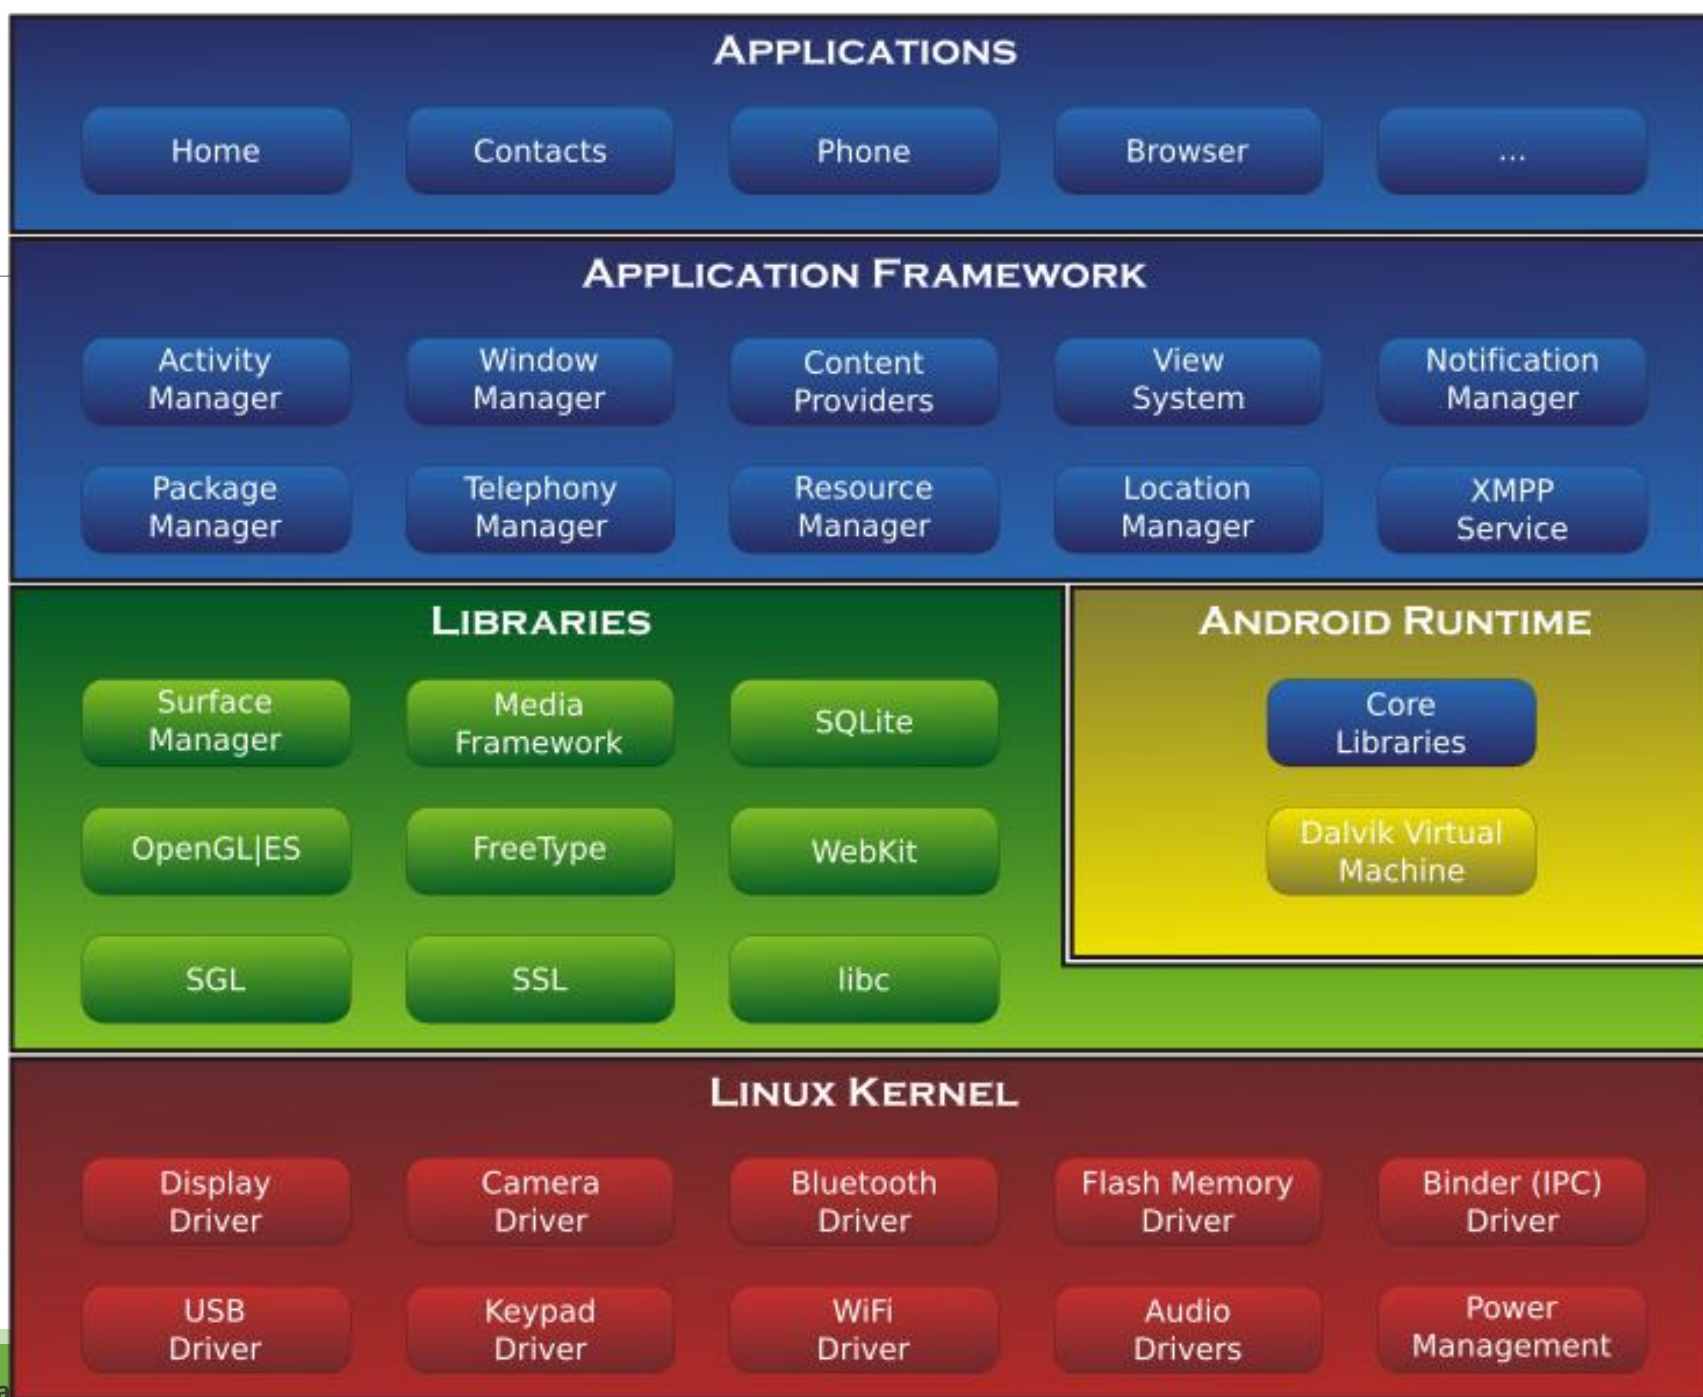 APPLICATIONS
Home
Contacts
Phone
Browser
...
APPLICATION FRAMEWORK
Activity
Manager
Window
Manager
Content
Providers
View
System
Notification
Manager
Package
Manager
Telephony
Manager
Resource
Manager
Location
Manager
XMPP
Service
LIBRARIES
Surface
Manager
Media
Framework
SQLite
OpenGL|ES
FreeType
WebKit
SGL
SSL
libc
ANDROID RUNTIME
Core
Libraries
Dalvik Virtual
Machine
LINUX KERNEL
Display
Driver
Camera
Driver
Bluetooth
Driver
Flash Memory
Driver
Binder (IPC)
Driver
USB
Driver
Keypad
Driver
WiFi
Driver
Audio
Drivers
Power
Management